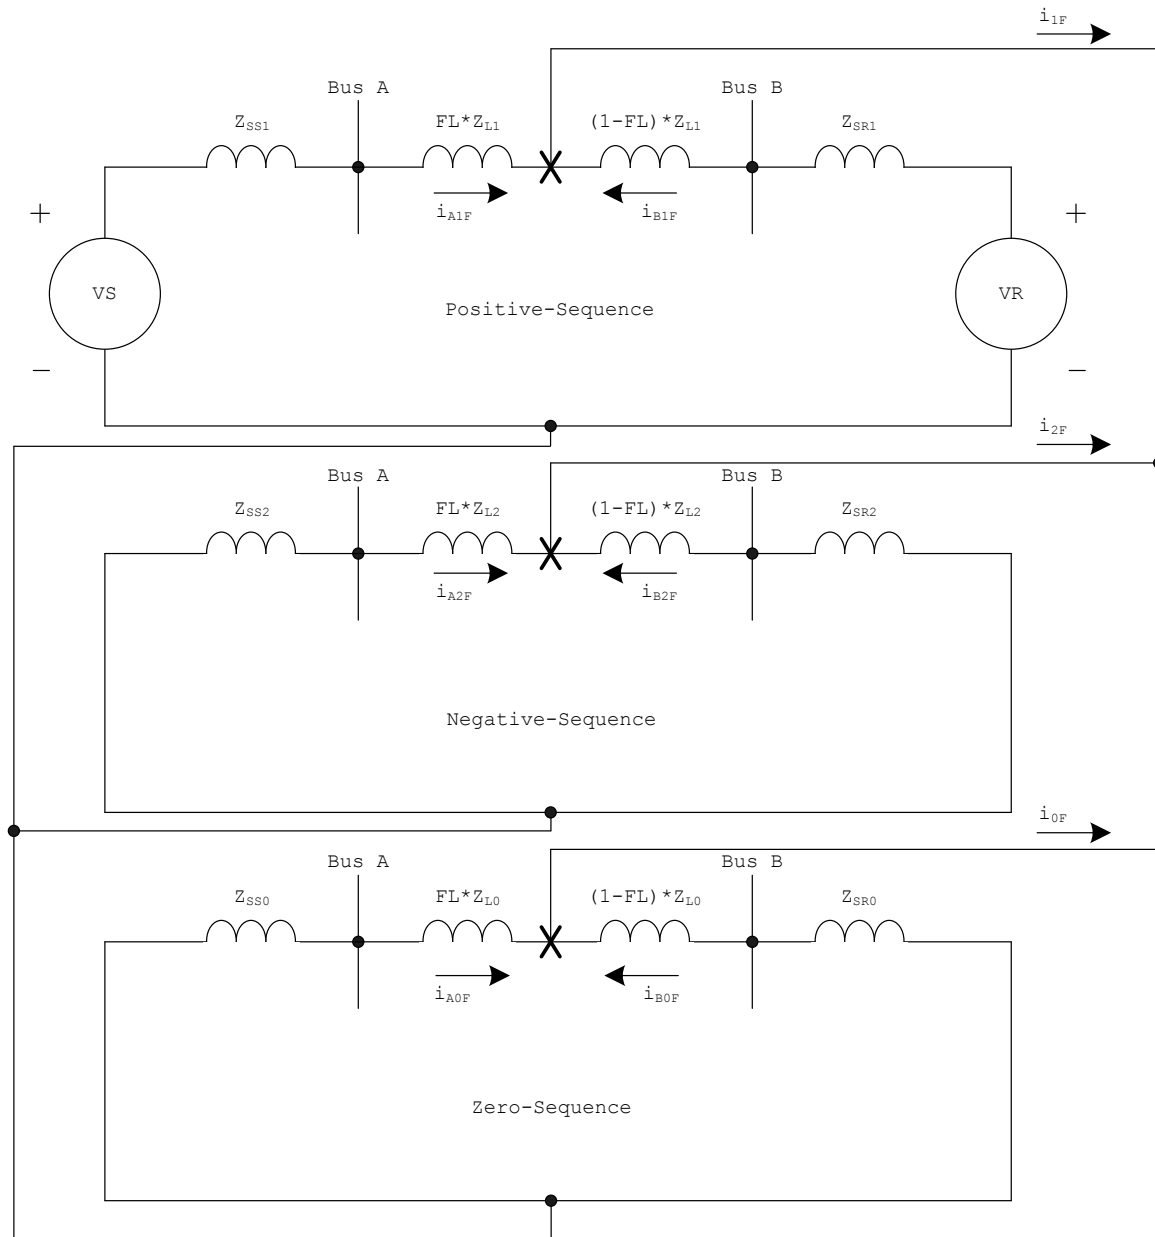 i1F
Bus A
Bus B
ZSS1
FL*ZL1
(1-FL)*ZL1
ZSR1
+
iA1F
iB1F
+
VS
VR
Positive-Sequence
−
−
i2F
Bus A
Bus B
ZSS2
FL*ZL2
(1-FL)*ZL2
ZSR2
iA2F
iB2F
Negative-Sequence
i0F
Bus A
Bus B
ZSS0
FL*ZL0
(1-FL)*ZL0
ZSR0
iA0F
iB0F
Zero-Sequence